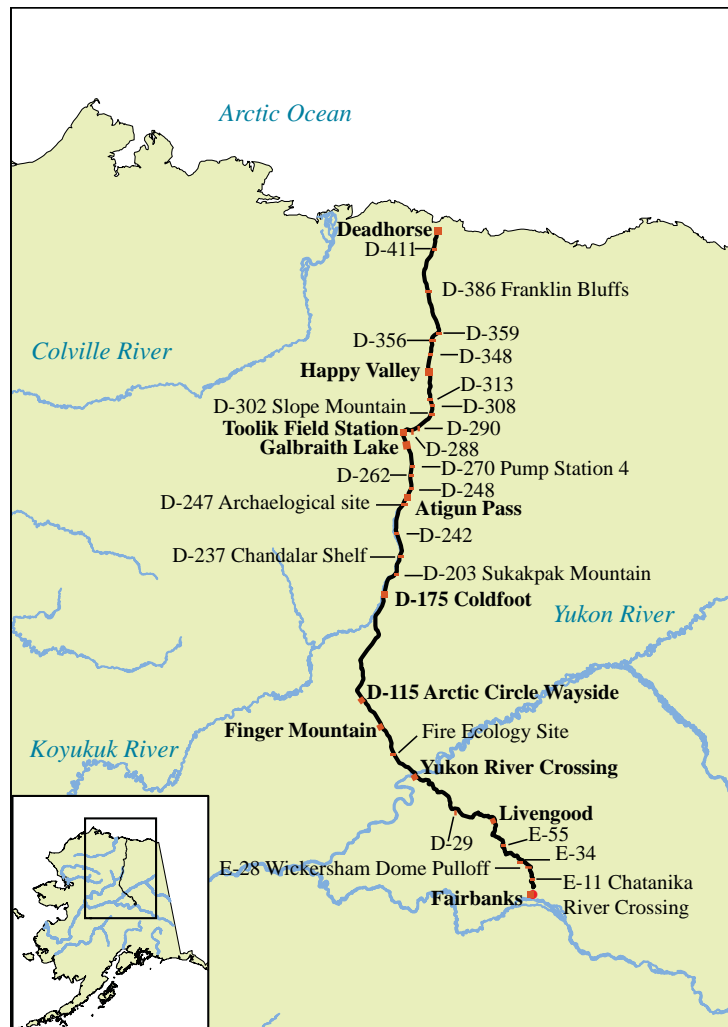 Arctic Ocean
Deadhorse
D-411
D-386 Franklin Bluffs
D-359
D-356
Colville River
D-348
Happy Valley
D-313
D-302 Slope Mountain
D-308
Toolik Field Station
D-290
Galbraith Lake
D-288
D-270 Pump Station 4
D-262
D-248
D-247 Archaelogical site
Atigun Pass
D-242
D-237 Chandalar Shelf
D-203 Sukakpak Mountain
D-175 Coldfoot
Yukon River
D-115 Arctic Circle Wayside
Finger Mountain
Fire Ecology Site
Koyukuk River
Yukon River Crossing
Livengood
E-55
D-29
E-34
E-28 Wickersham Dome Pulloff
E-11 Chatanika
River Crossing
Fairbanks